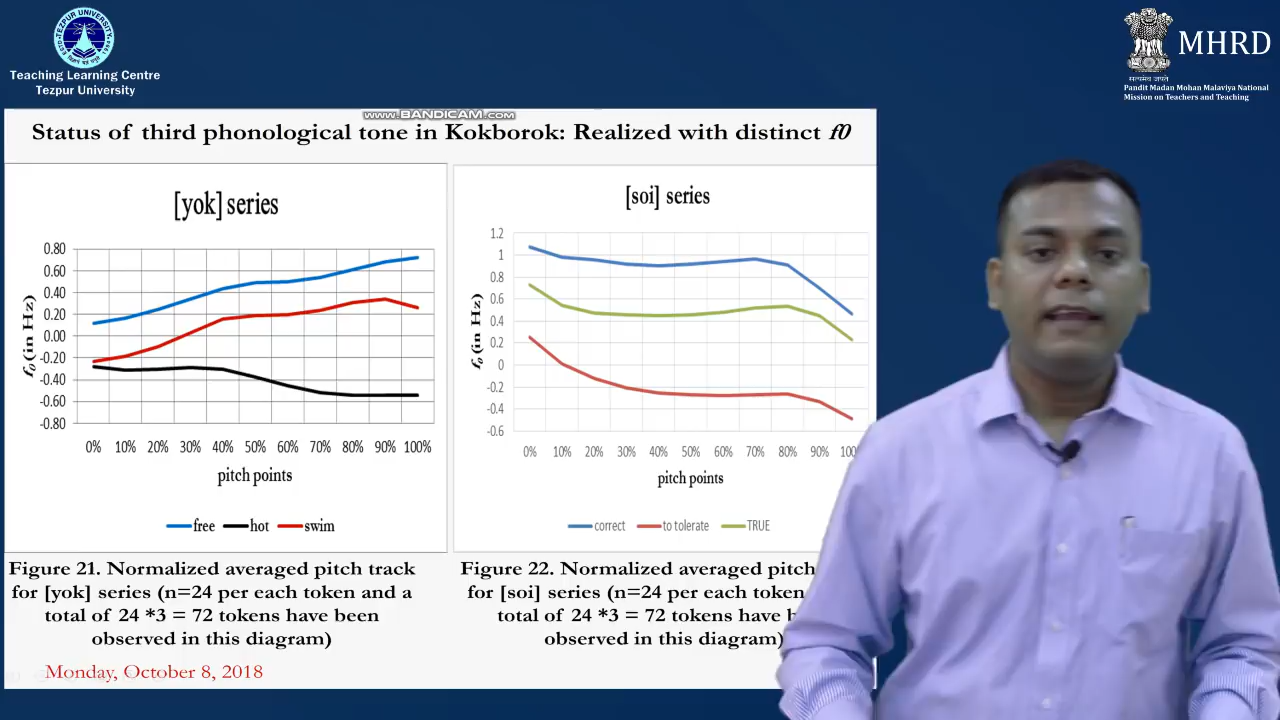 TEZPUR UNIVERSITY
Teaching Learning Centre
Tezpur University
सत्यमेव जयते
MHRD
Pandit Madan Mohan Malaviya National
Mission on Teachers and Teaching
www.BANDICAM.com
Status of third phonological tone in Kokborok: Realized with distinct f0
[yok] series
f0 (in Hz)
0.80
0.60
0.40
0.20
0.00
-0.20
-0.40
-0.60
-0.80
0% 10% 20% 30% 40% 50% 60% 70% 80% 90% 100%
pitch points
free hot swim
Figure 21. Normalized averaged pitch track
for [yok] series (n=24 per each token and a
total of 24 *3 = 72 tokens have been
observed in this diagram)
[soi] series
f0 (in Hz)
1.2
1
0.8
0.6
0.4
0.2
0
-0.2
-0.4
-0.6
0% 10% 20% 30% 40% 50% 60% 70% 80% 90% 100
pitch points
correct to tolerate TRUE
Figure 22. Normalized averaged pitch
for [soi] series (n=24 per each token
total of 24 *3 = 72 tokens have
observed in this diagram)
Monday, October 8, 2018